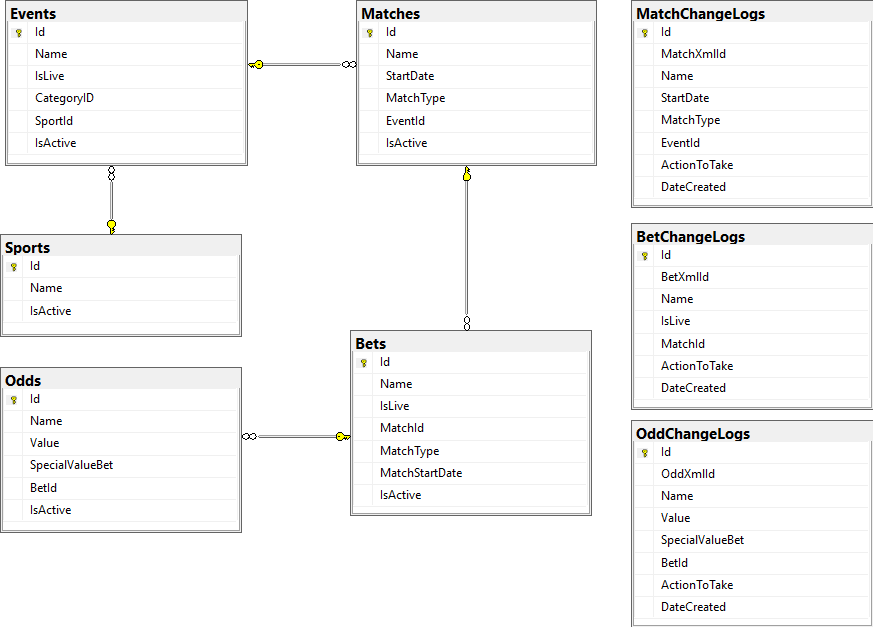 Events
Id
Name
IsLive
CategoryID
SportId
IsActive
Matches
Id
Name
StartDate
MatchType
EventId
IsActive
MatchChangeLogs
Id
MatchXmlId
Name
StartDate
MatchType
EventId
ActionToTake
DateCreated
Sports
Id
Name
IsActive
BetChangeLogs
Id
BetXmlId
Name
IsLive
MatchId
ActionToTake
DateCreated
Odds
Id
Name
Value
SpecialValueBet
BetId
IsActive
Bets
Id
Name
IsLive
MatchId
MatchType
MatchStartDate
IsActive
OddChangeLogs
Id
OddXmlId
Name
Value
SpecialValueBet
BetId
ActionToTake
DateCreated